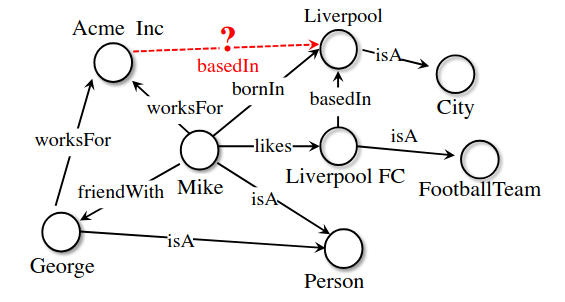 Liverpool
Acme Inc
?
basedIn
isA
bornIn
basedIn
City
worksFor
worksFor
isA
likes
Liverpool FC
FootballTeam
friendWith
Mike
isA
isA
George
Person